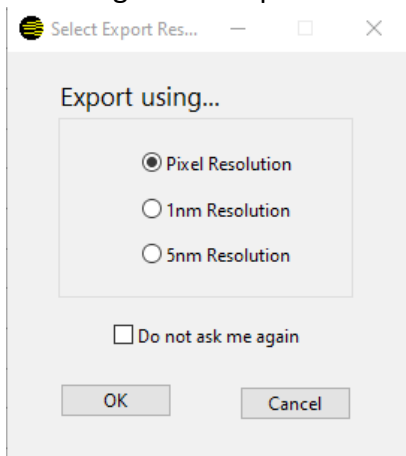 Select Export Res...
Export using...
Pixel Resolution
1nm Resolution
5nm Resolution
Do not ask me again
OK
Cancel